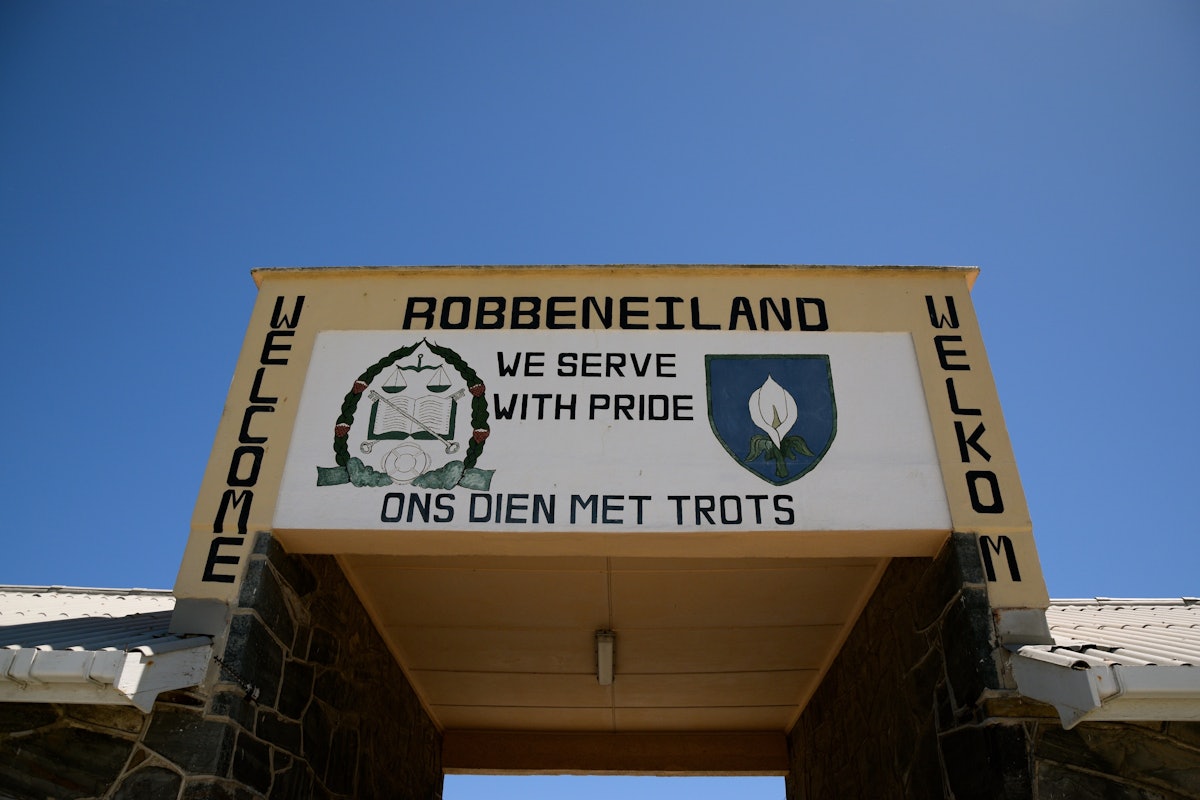 ROBBENEILAND
WELCOME
WE SERVE
WITH PRIDE
ONS DIEN MET TROTS
WELKOM